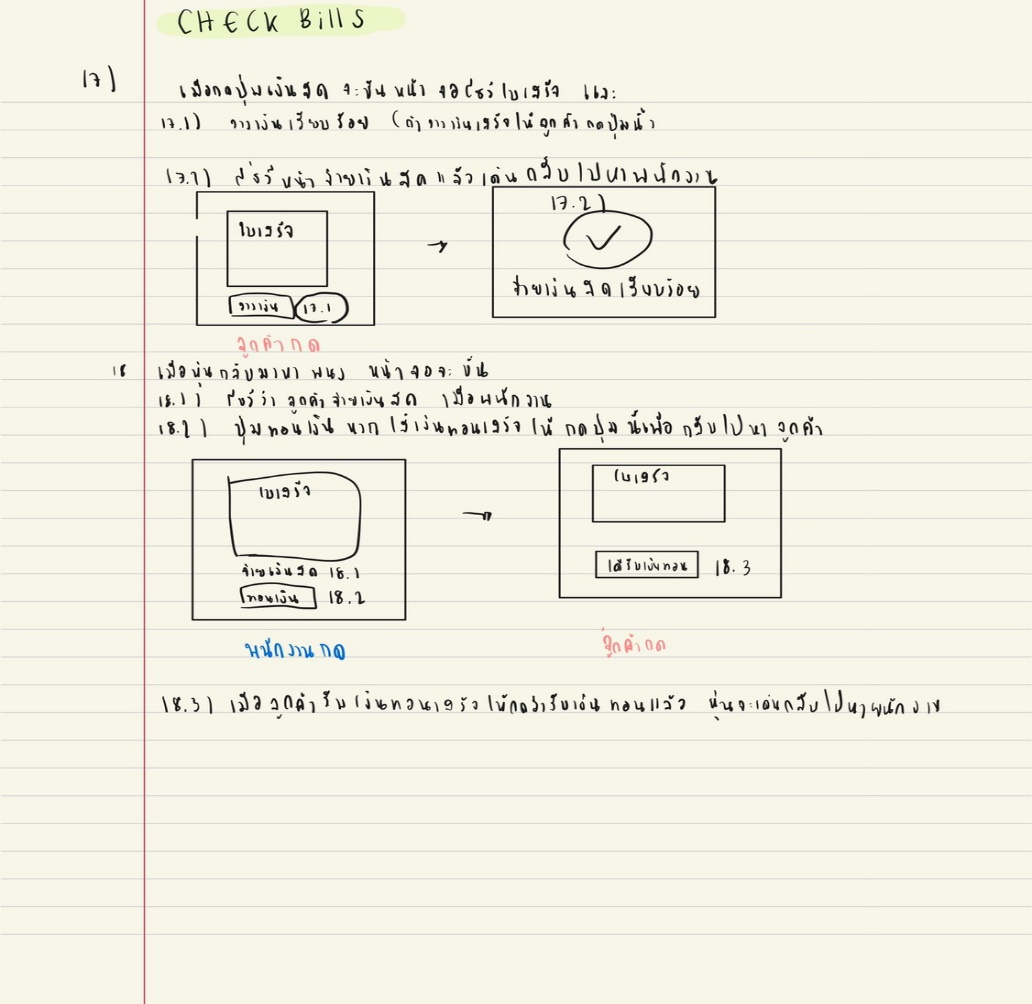 CHECK Bills
17) เมื่อกดปุ่มเงินสด จะขึ้นหน้าจอโชว์ใบเสร็จ และ
17.1) วางเงินเรียบร้อย (ถ้าวางเงินเสร็จให้ลูกค้ากดปุ่มนี้)
17.2) โชว์หน้าจ่ายเงินสดแล้วเดินกลับไปหาพนักงาน
17.2)
ใบเสร็จ
→
จ่ายเงินสดเรียบร้อย
วางเงิน 17.1
ลูกค้ากด
18 เมื่อหุ่นกลับมาหา พนง หน้าจอจะขึ้น
18.1) โชว์ว่า ลูกค้าจ่ายเงินสด เมื่อพนักงาน
18.2) ปุ่มทอนเงิน หากใส่เงินทอนเสร็จให้กดปุ่มนี้เพื่อกลับไปหาลูกค้า
ใบเสร็จ
ใบเสร็จ
→
จ่ายเงินสด 18.1
ได้รับเงินทอน 18.3
ทอนเงิน 18.2
พนักงานกด
ลูกค้ากด
18.3) เมื่อลูกค้ารับเงินทอนเสร็จ ให้กดว่ารับเงินทอนแล้ว หุ่นจะเดินกลับไปหาพนักงาน